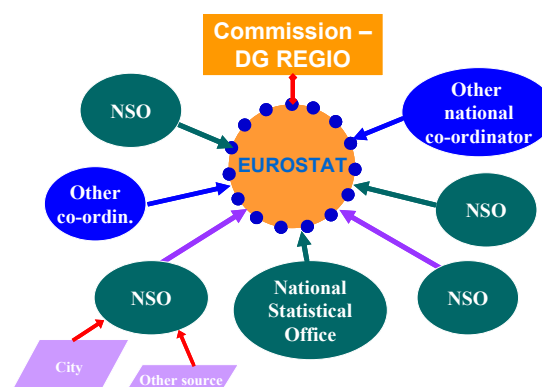 Commission –
DG REGIO
NSO
Other
national
co-ordinator
EUROSTAT
Other
co-ordin.
NSO
NSO
National
Statistical
Office
NSO
City
Other source